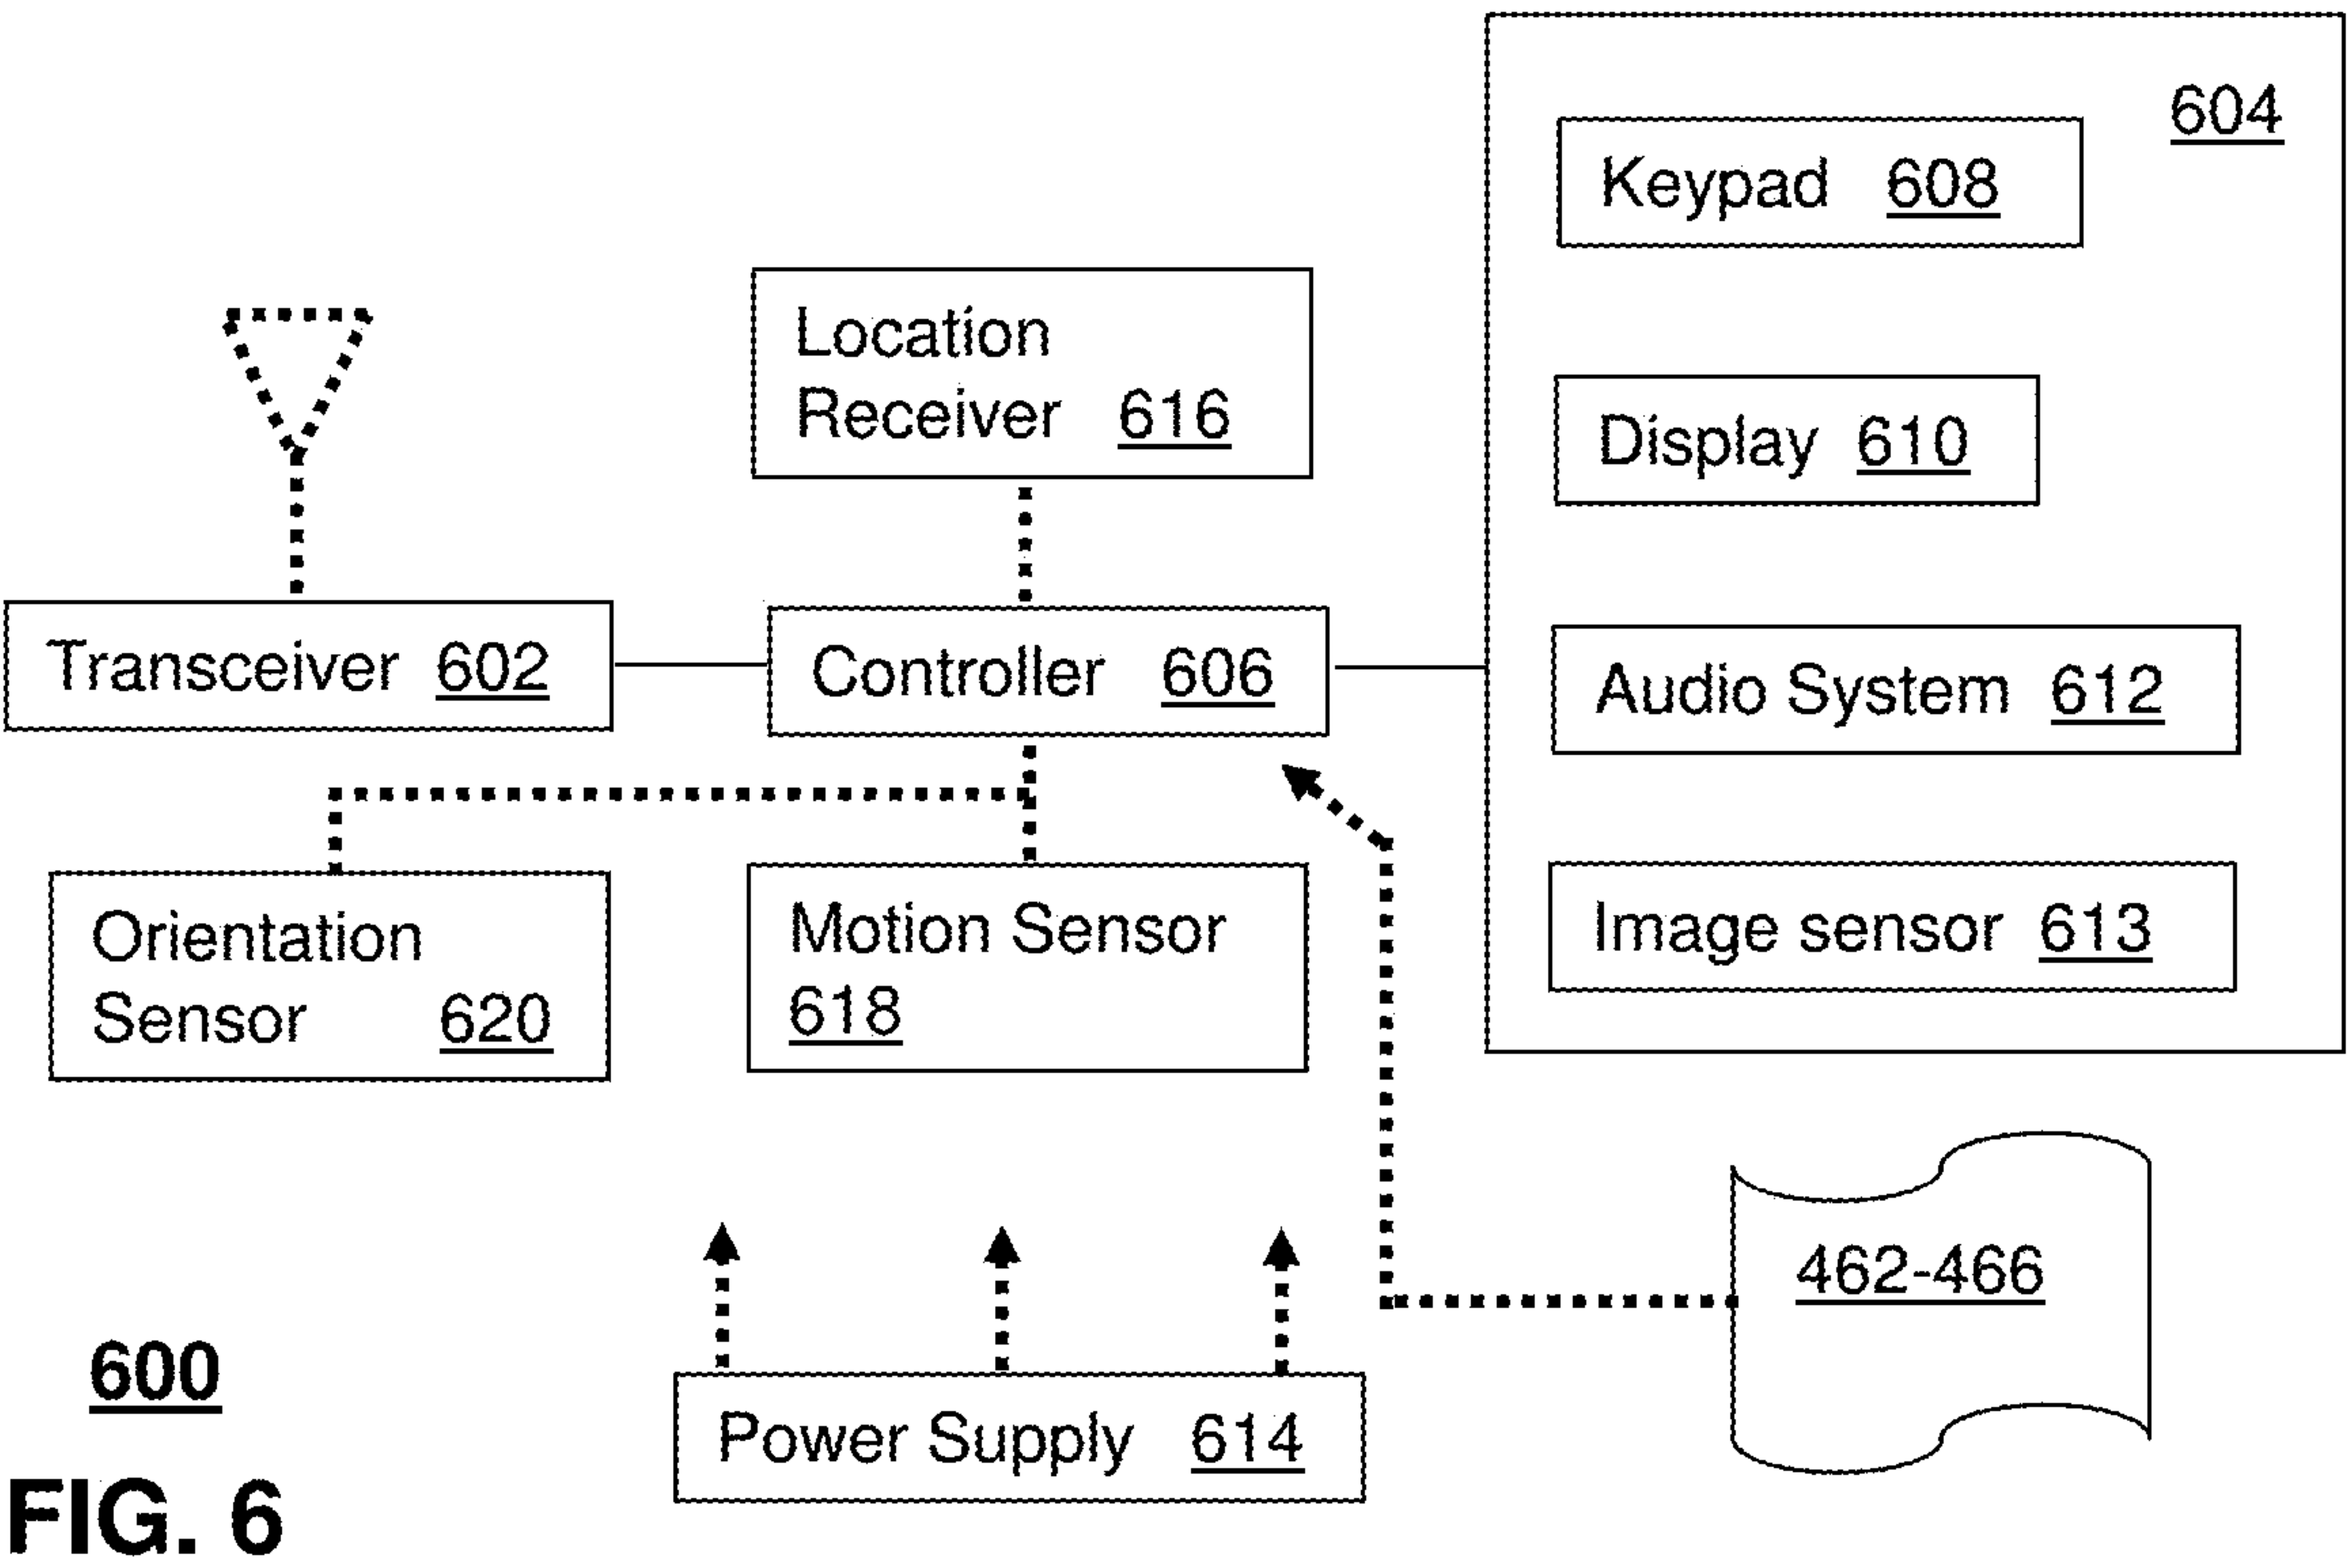 604
Keypad 608
Location
Receiver 616
Display 610
Transceiver 602
Controller 606
Audio System 612
Orientation
Sensor 620
Motion Sensor
618
Image sensor 613
462-466
600
Power Supply 614
FIG. 6